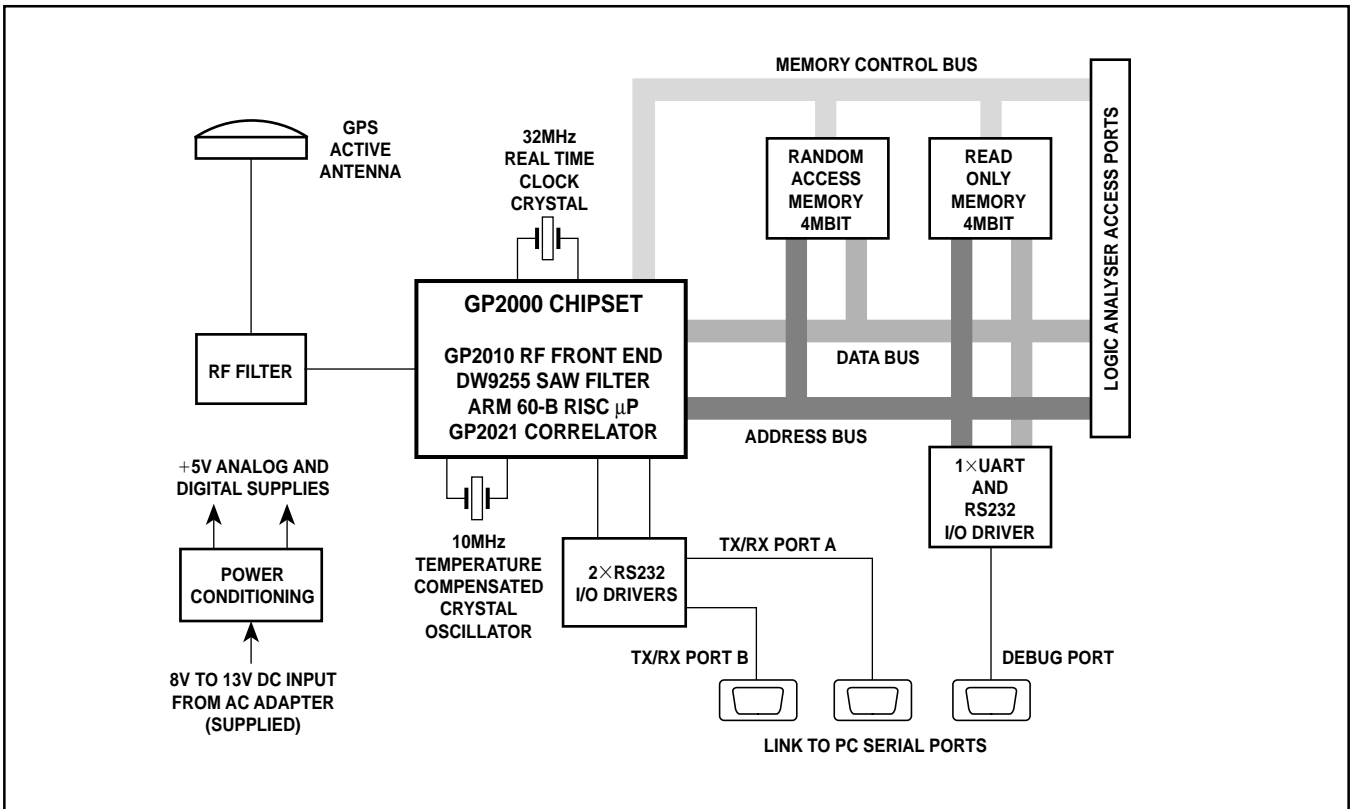 MEMORY CONTROL BUS
GPS
ACTIVE
ANTENNA
32MHz
REAL TIME
CLOCK
CRYSTAL
RANDOM
ACCESS
MEMORY
4MBIT
READ
ONLY
MEMORY
4MBIT
LOGIC ANALYSER ACCESS PORTS
GP2000 CHIPSET
GP2010 RF FRONT END
DW9255 SAW FILTER
ARM 60-B RISC µP
GP2021 CORRELATOR
RF FILTER
DATA BUS
ADDRESS BUS
+5V ANALOG AND
DIGITAL SUPPLIES
POWER
CONDITIONING
8V TO 13V DC INPUT
FROM AC ADAPTER
(SUPPLIED)
10MHz
TEMPERATURE
COMPENSATED
CRYSTAL
OSCILLATOR
2×RS232
I/O DRIVERS
TX/RX PORT A
TX/RX PORT B
1×UART
AND
RS232
I/O DRIVER
DEBUG PORT
LINK TO PC SERIAL PORTS